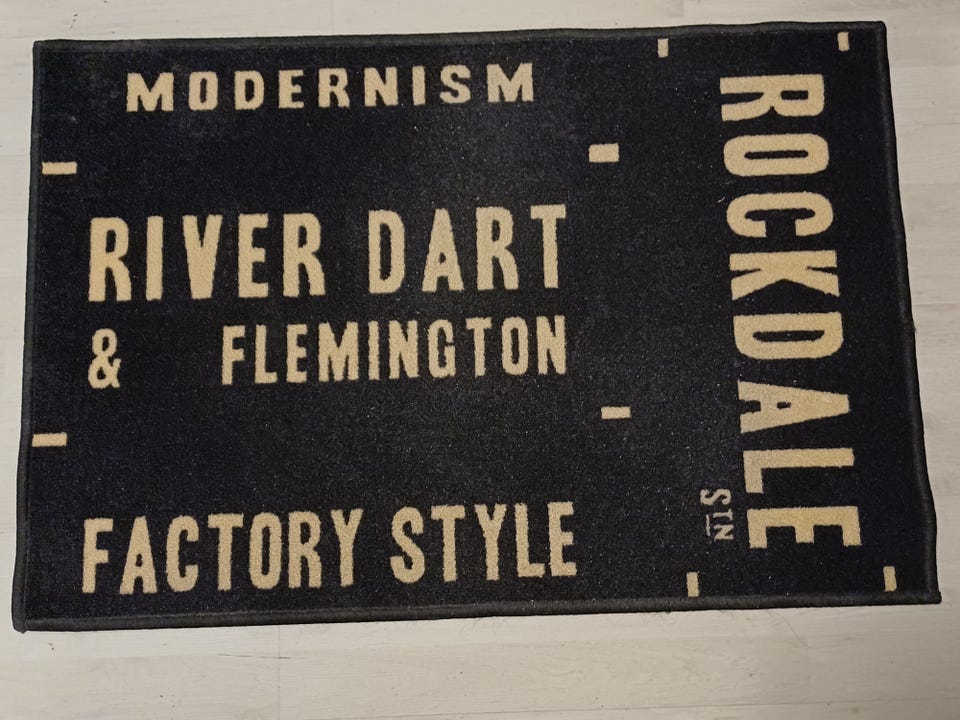 MODERNISM
RIVER DART
& FLEMINGTON
FACTORY STYLE
ROCKDALE
STN